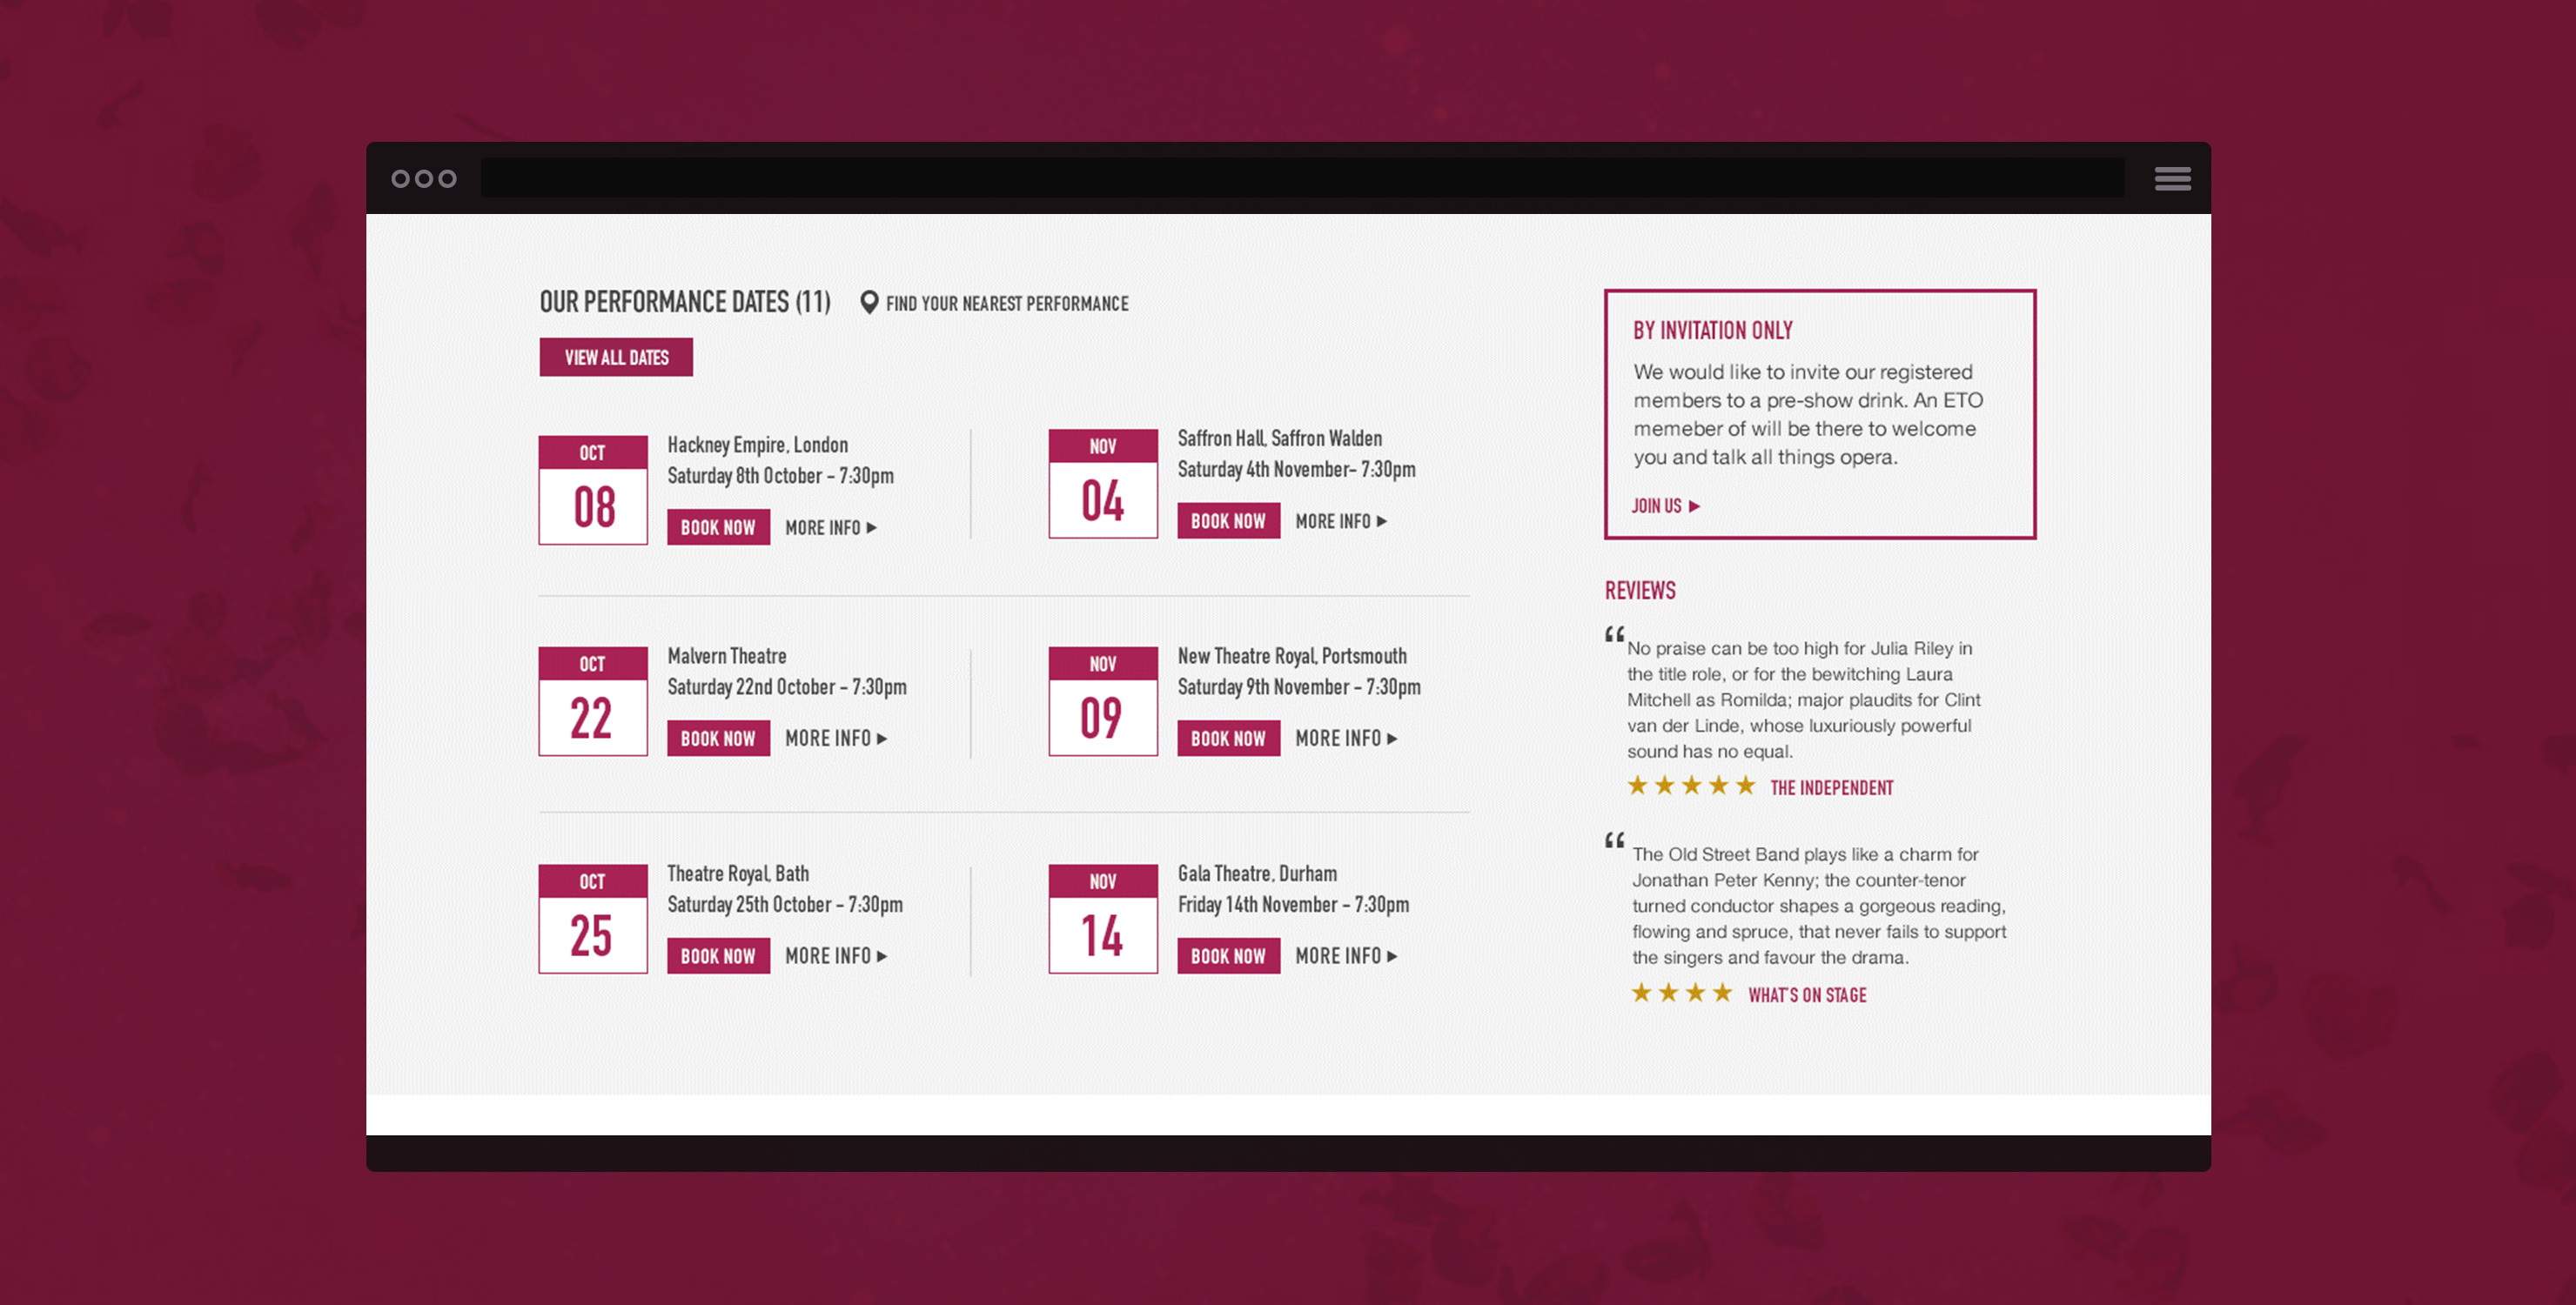 OUR PERFORMANCE DATES (11)
FIND YOUR NEAREST PERFORMANCE
VIEW ALL DATES
OCT
08
Hackney Empire, London
Saturday 8th October - 7:30pm
BOOK NOW
MORE INFO
NOV
04
Saffron Hall, Saffron Walden
Saturday 4th November- 7:30pm
BOOK NOW
MORE INFO
OCT
22
Malvern Theatre
Saturday 22nd October - 7:30pm
BOOK NOW
MORE INFO
NOV
09
New Theatre Royal, Portsmouth
Saturday 9th November - 7:30pm
BOOK NOW
MORE INFO
OCT
25
Theatre Royal, Bath
Saturday 25th October - 7:30pm
BOOK NOW
MORE INFO
NOV
14
Gala Theatre, Durham
Friday 14th November - 7:30pm
BOOK NOW
MORE INFO
BY INVITATION ONLY
We would like to invite our registered
members to a pre-show drink. An ETO
memeber of will be there to welcome
you and talk all things opera.
JOIN US
REVIEWS
“No praise can be too high for Julia Riley in
the title role, or for the bewitching Laura
Mitchell as Romilda; major plaudits for Clint
van der Linde, whose luxuriously powerful
sound has no equal.
★★★★★ THE INDEPENDENT
“The Old Street Band plays like a charm for
Jonathan Peter Kenny; the counter-tenor
turned conductor shapes a gorgeous reading,
flowing and spruce, that never fails to support
the singers and favour the drama.
★★★★ WHAT'S ON STAGE